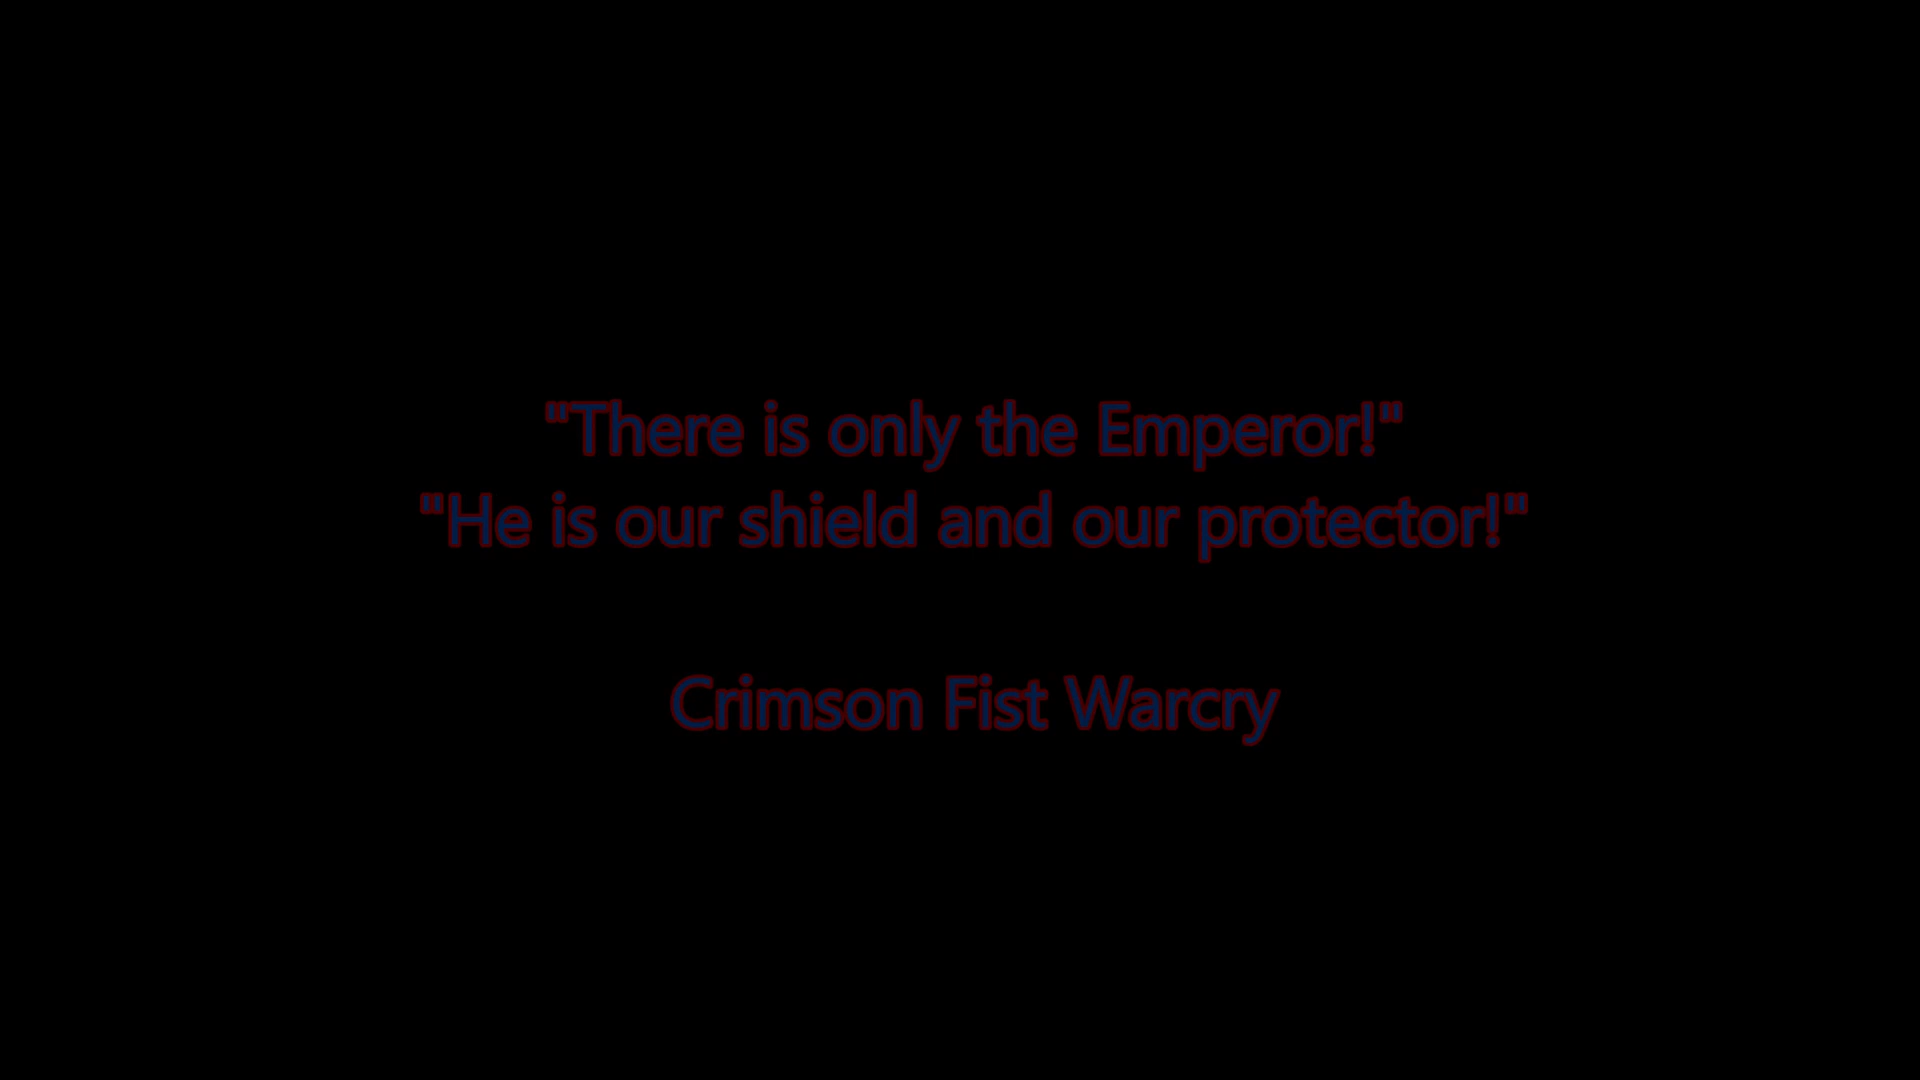 "There is only the Emperor!"
"He is our shield and our protector!"
Crimson Fist Warcry